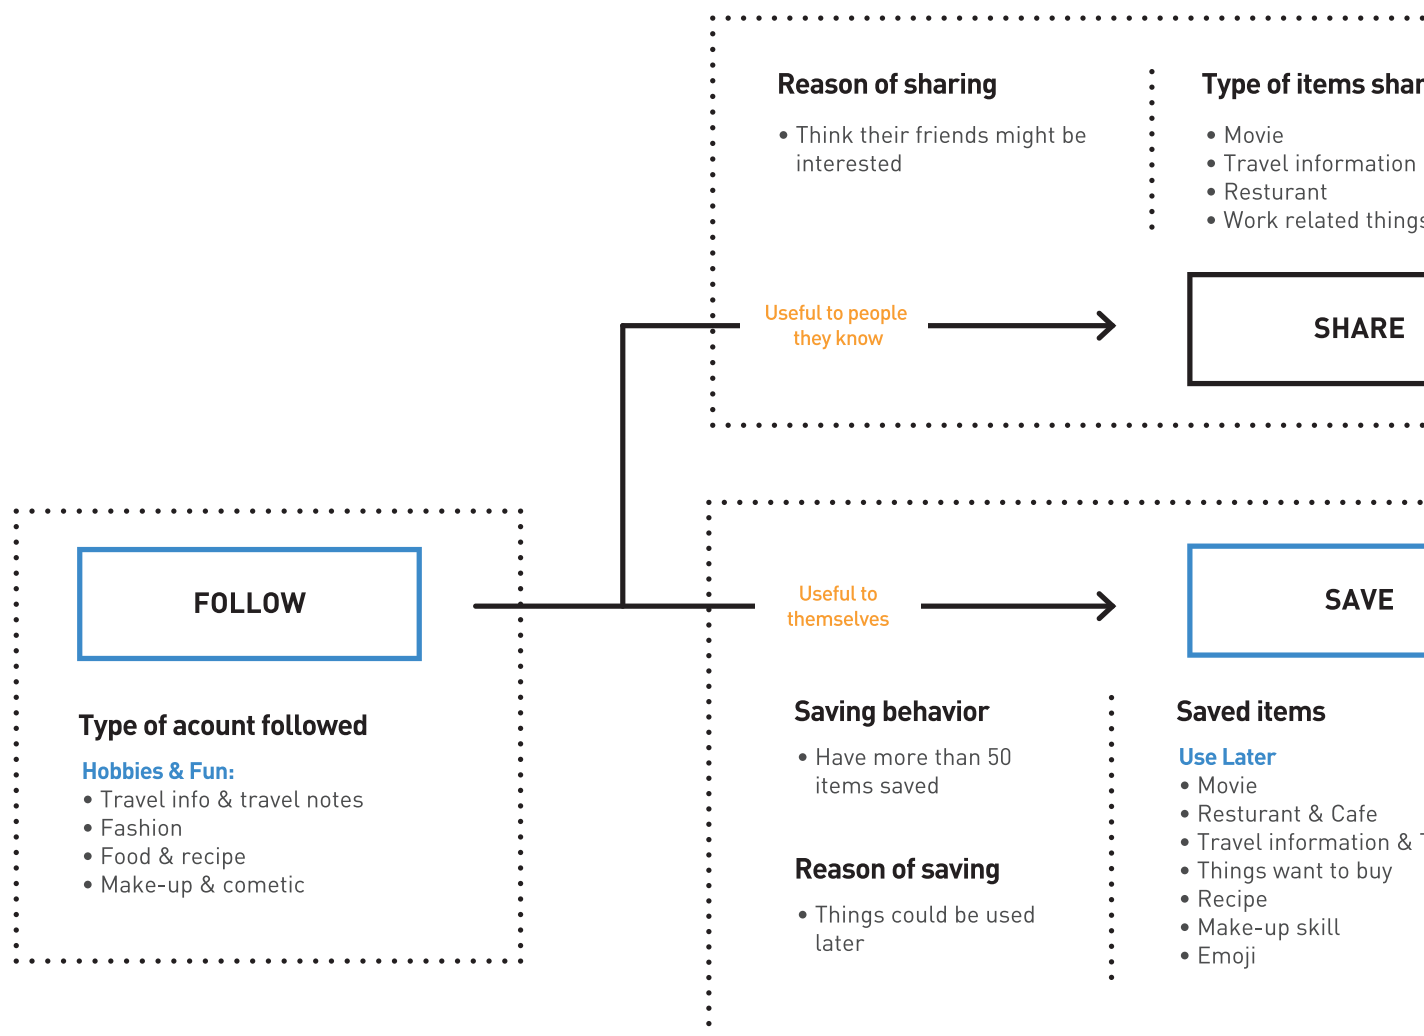 Reason of sharing
• Think their friends might be
interested
Type of items shar
• Movie
• Travel information
• Resturant
• Work related things
Useful to people
they know
SHARE
FOLLOW
Type of acount followed
Hobbies & Fun:
• Travel info & travel notes
• Fashion
• Food & recipe
• Make-up & cometic
Useful to
themselves
SAVE
Saving behavior
• Have more than 50
items saved
Reason of saving
• Things could be used
later
Saved items
Use Later
• Movie
• Resturant & Cafe
• Travel information &
• Things want to buy
• Recipe
• Make-up skill
• Emoji